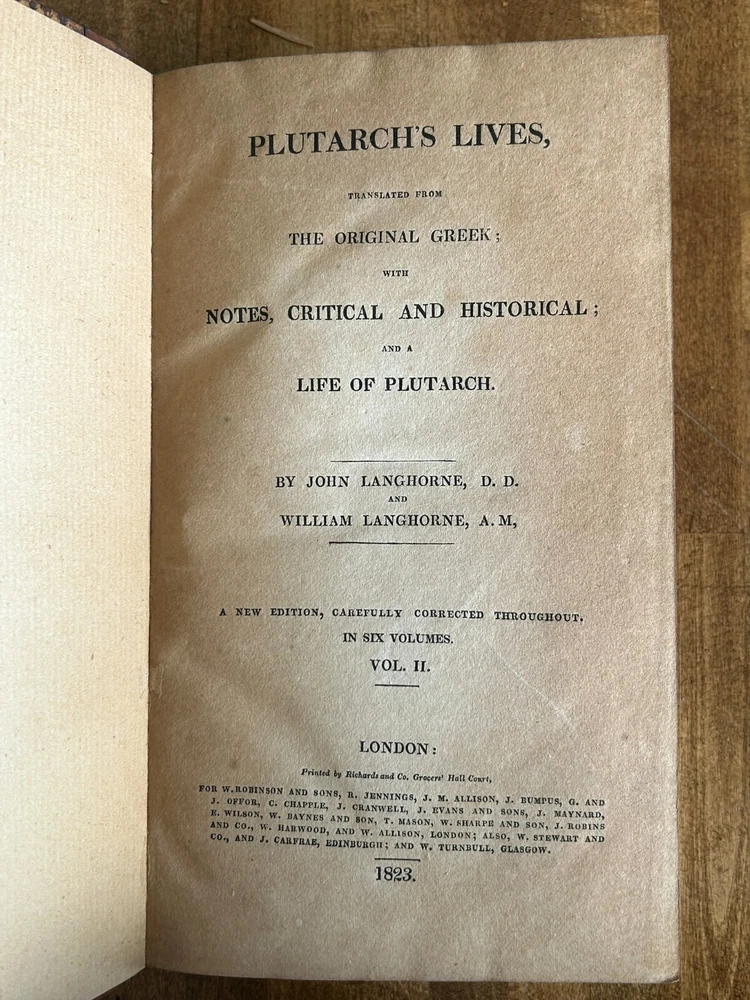 PLUTARCH'S LIVES,
TRANSLATED FROM
THE ORIGINAL GREEK;
WITH
NOTES, CRITICAL AND HISTORICAL;
AND A
LIFE OF PLUTARCH.
BY JOHN LANGHORNE, D. D.
AND
WILLIAM LANGHORNE, A. M,
A NEW EDITION, CAREFULLY CORRECTED THROUGHOUT.
IN SIX VOLUMES.
VOL. II.
LONDON:
Printed by Richards and Co. Grocers' Hall Court,
FOR W. ROBINSON AND SONS, R. JENNINGS, J. M. ALLISON, J. BUMPUS, G. AND
J. OFFOR, C. CHAPPLE, J. CRANWELL, J. EVANS AND SONS, J. MAYNARD,
E. WILSON, W. BAYNES AND SON, T. MASON, W. SHARPE AND SON, J. ROBINS
AND CO., W. HARWOOD, AND W. ALLISON, LONDON; ALSO, W. STEWART AND
CO., AND J. CARFRAE, EDINBURGH; AND W. TURNBULL, GLASGOW.
1823.